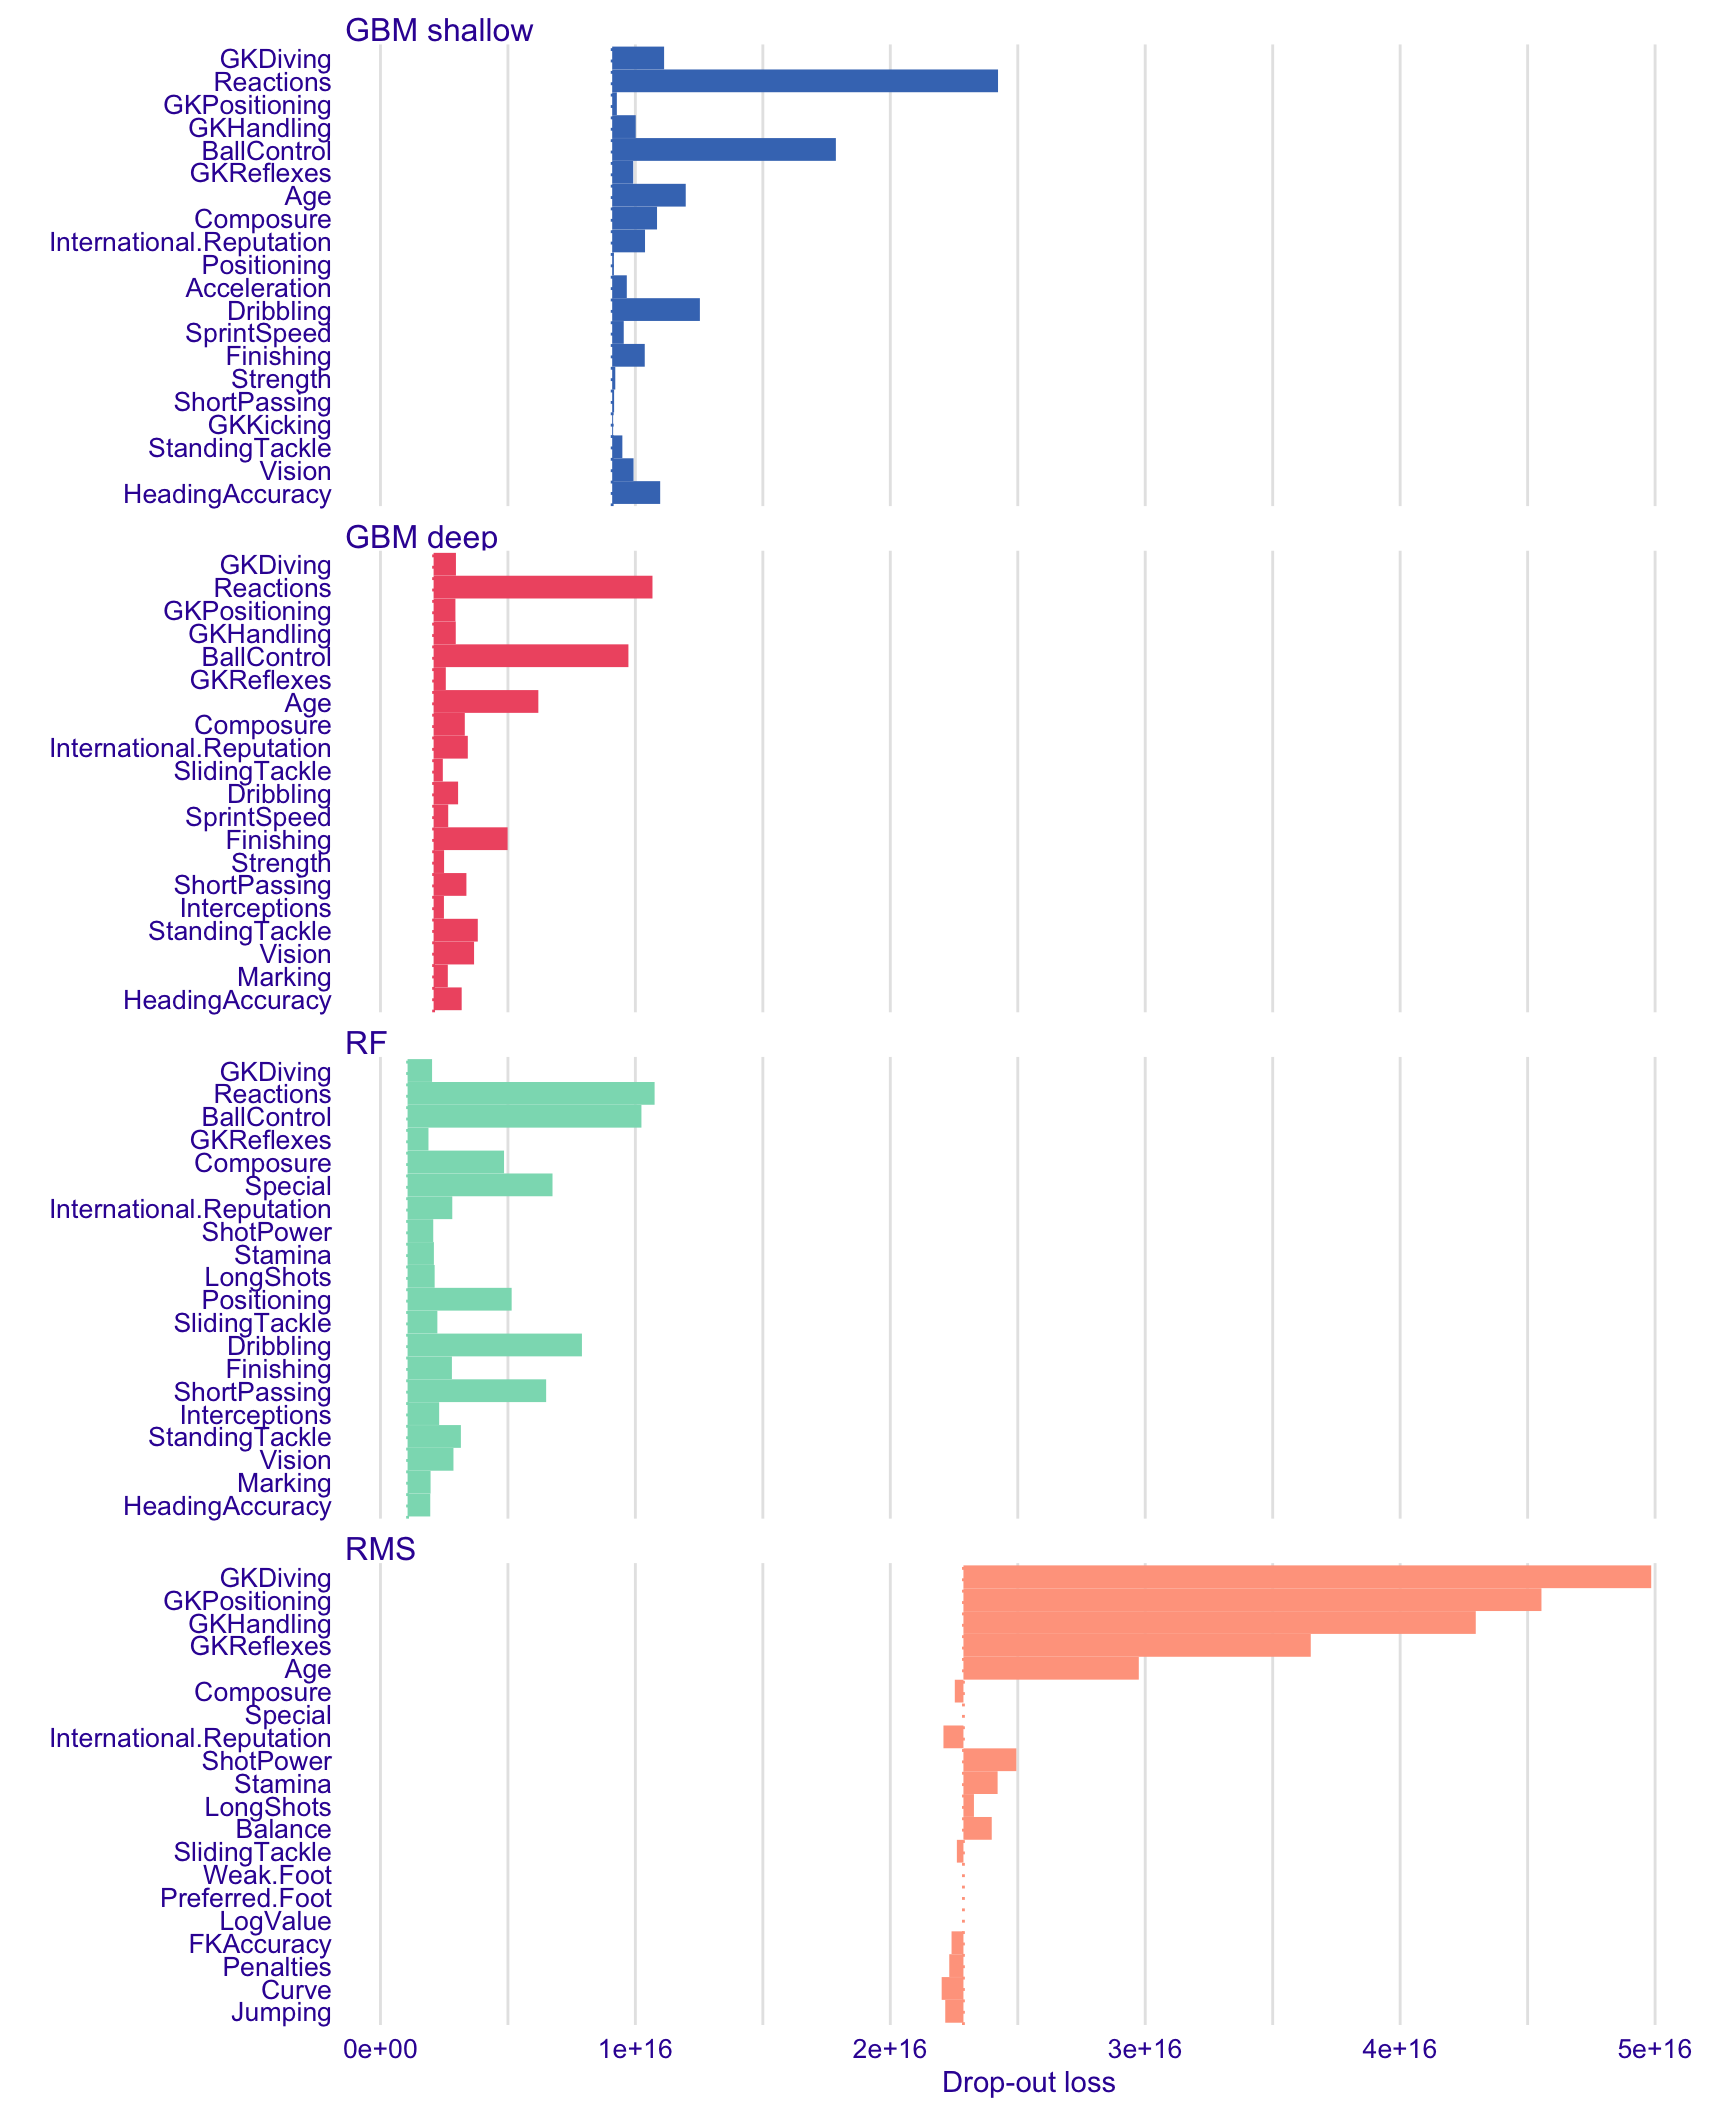 GBM shallow
GKDiving
Reactions
GKPositioning
GKHandling
BallControl
GKReflexes
Age
Composure
International.Reputation
Positioning
Acceleration
Dribbling
SprintSpeed
Finishing
Strength
ShortPassing
GKKicking
StandingTackle
Vision
HeadingAccuracy
GBM deep
GKDiving
Reactions
GKPositioning
GKHandling
BallControl
GKReflexes
Age
Composure
International.Reputation
SlidingTackle
Dribbling
SprintSpeed
Finishing
Strength
ShortPassing
Interceptions
StandingTackle
Vision
Marking
HeadingAccuracy
RF
GKDiving
Reactions
BallControl
GKReflexes
Composure
Special
International.Reputation
ShotPower
Stamina
LongShots
Positioning
SlidingTackle
Dribbling
Finishing
ShortPassing
Interceptions
StandingTackle
Vision
Marking
HeadingAccuracy
RMS
GKDiving
GKPositioning
GKHandling
GKReflexes
Age
Composure
Special
International.Reputation
ShotPower
Stamina
LongShots
Balance
SlidingTackle
Weak.Foot
Preferred.Foot
LogValue
FKAccuracy
Penalties
Curve
Jumping
0e+00 1e+16 2e+16 3e+16 4e+16 5e+16
Drop-out loss